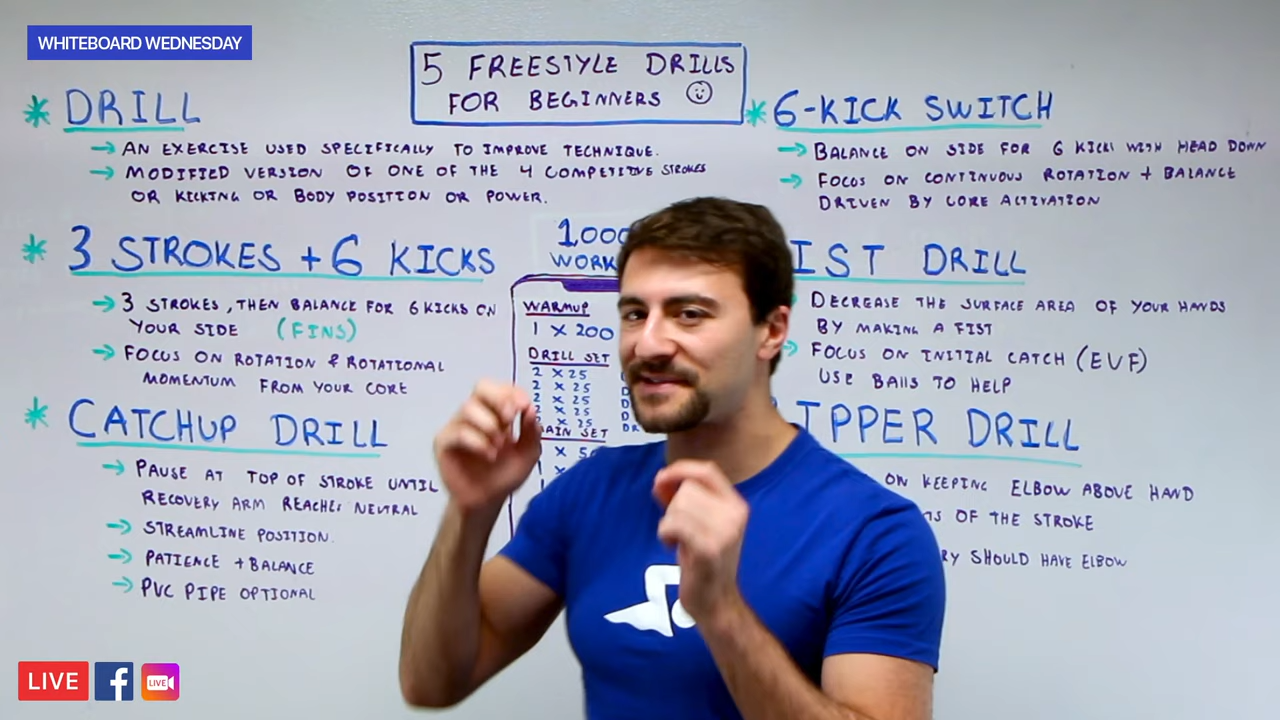 WHITEBOARD WEDNESDAY
5 FREESTYLE DRILLS
FOR BEGINNERS
* DRILL
→ AN EXERCISE USED SPECIFICALLY TO IMPROVE TECHNIQUE.
→ MODIFIED VERSION OF ONE OF THE 4 COMPETITIVE STROKES
OR KICKING OR BODY POSITION OR POWER.
* 3 STROKES + 6 KICKS
→ 3 STROKES, THEN BALANCE FOR 6 KICKS ON
YOUR SIDE (FINS)
→ FOCUS ON ROTATION & ROTATIONAL
MOMENTUM FROM YOUR CORE
* CATCHUP DRILL
→ PAUSE AT TOP OF STROKE UNTIL
RECOVERY ARM REACHES NEUTRAL
→ STREAMLINE POSITION.
→ PATIENCE + BALANCE
→ PVC PIPE OPTIONAL
1,000
WORK
WARMUP
1 X 200
DRILL SET
2 X 25
2 X 25
2 X 25
2 X 25
MAIN SET
* 6-KICK SWITCH
→ BALANCE ON SIDE FOR 6 KICKS WITH HEAD DOWN
→ FOCUS ON CONTINUOUS ROTATION + BALANCE
DRIVEN BY CORE ACTIVATION
IST DRILL
DECREASE THE SURFACE AREA OF YOUR HANDS
BY MAKING A FIST
→ FOCUS ON INITIAL CATCH (EVF)
USE BALLS TO HELP
IPPER DRILL
ON KEEPING ELBOW ABOVE HAND
TS OF THE STROKE
RY SHOULD HAVE ELBOW
LIVE
LIVE